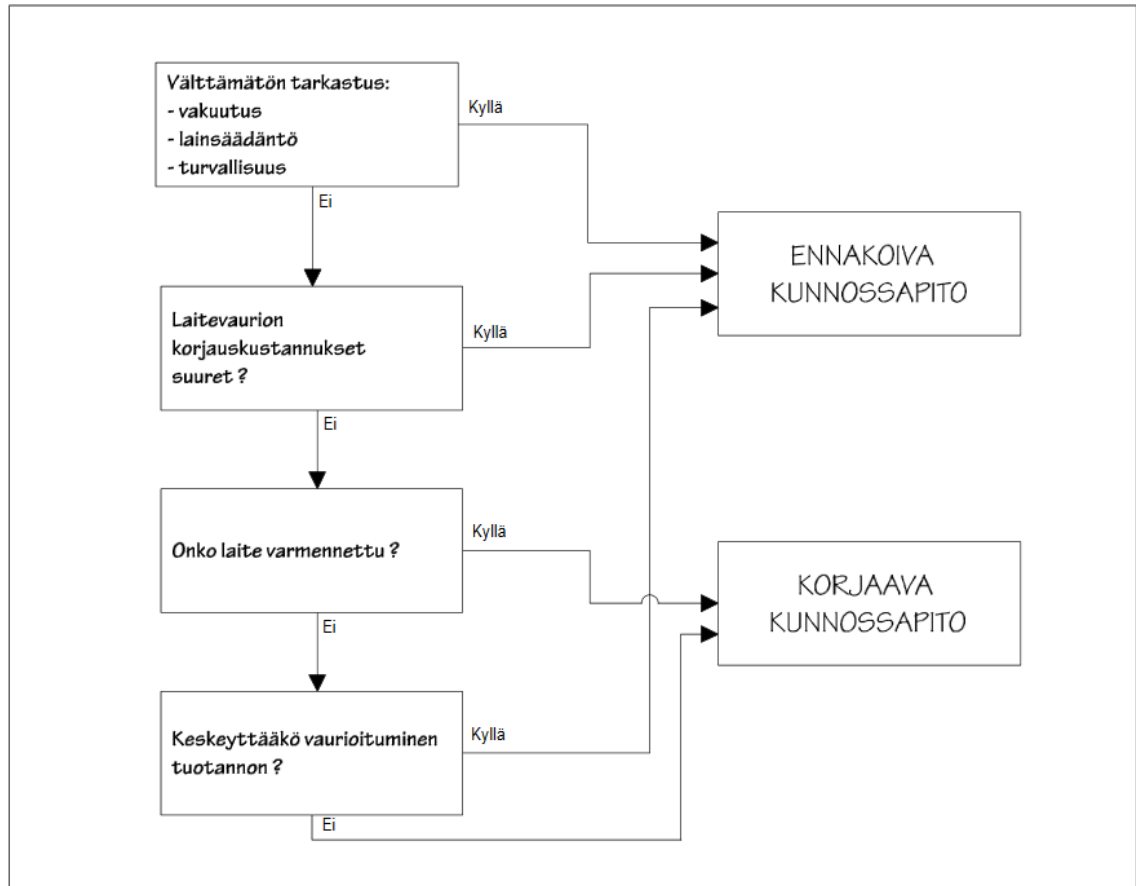 Välttämätön tarkastus:
- vakuutus
- lainsäädäntö
- turvallisuus
Kyllä
Ei
ENNAKOIVA
KUNNOSSAPITO
Laitevaurion
korjauskustannukset
suuret ?
Kyllä
Ei
Onko laite varmennettu ?
Kyllä
Ei
KORJAAVA
KUNNOSSAPITO
Keskeyttääkö vaurioituminen
tuotannon ?
Kyllä
Ei